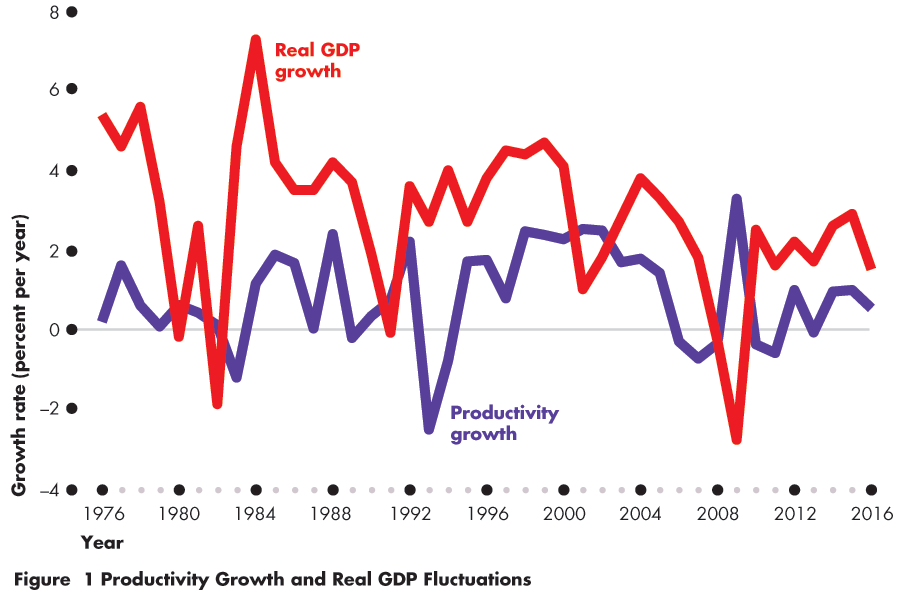 8
Real GDP
growth
6
4
2
0
–2
–4
Growth rate (percent per year)
Productivity
growth
1976 1980 1984 1988 1992 1996 2000 2004 2008 2012 2016
Year
Figure 1 Productivity Growth and Real GDP Fluctuations